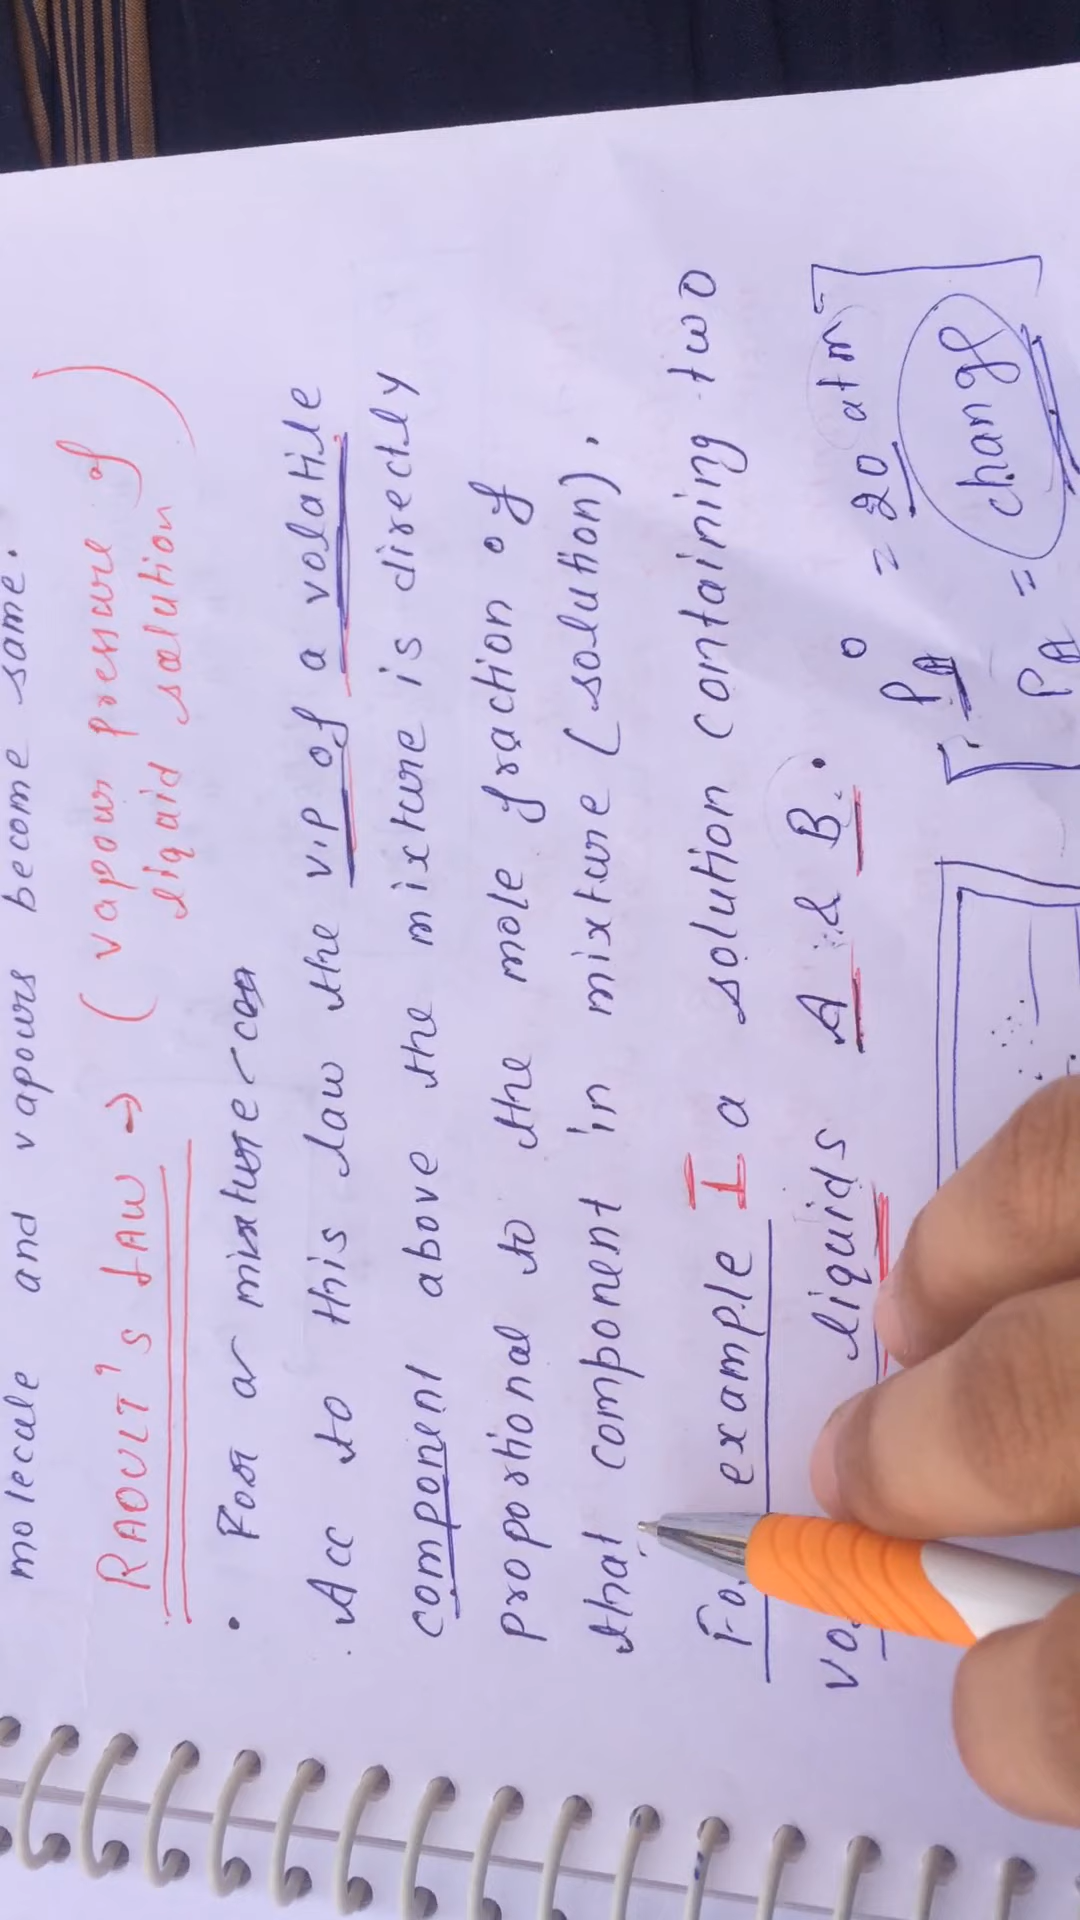 molecule and vapours become same.
RAOULT'S LAW → (vapour pressure of
liquid solution)
• For a mixture
. Acc to this law the v.P of a volatile
component above the mixture is directly
proportional to the mole fraction of
that component in mixture (solution).
example I a solution containing two
liquids A & B.
P°A = 20 atm
PA = change